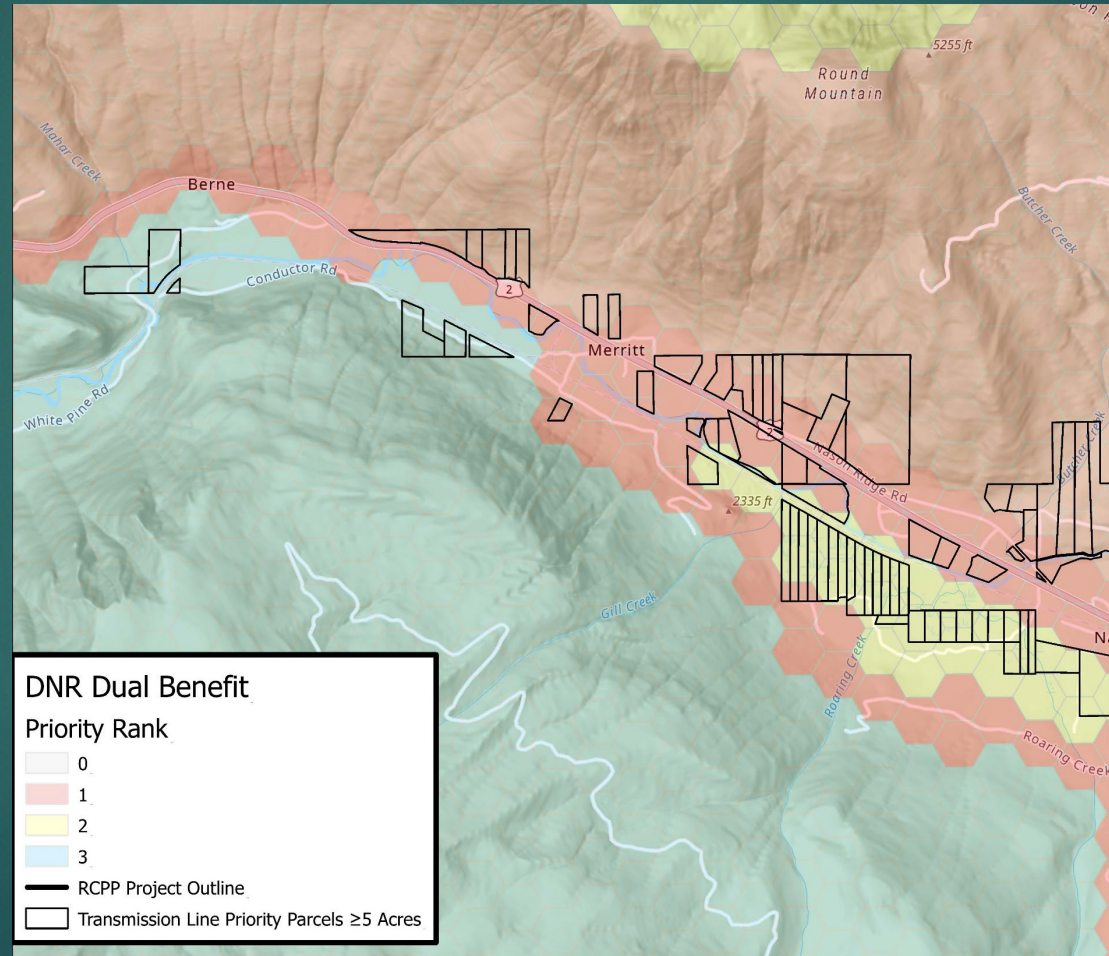 5255 ft
Round
Mountain
Mahar Creek
Berne
Butcher Creek
Conductor Rd
2
Merritt
White Pine Rd
2
Nason Ridge Rd
Butcher Creek
2335 ft
Gill Creek
Roaring Creek
Roaring Creek
DNR Dual Benefit
Priority Rank
0
1
2
3
RCPP Project Outline
Transmission Line Priority Parcels ≥5 Acres